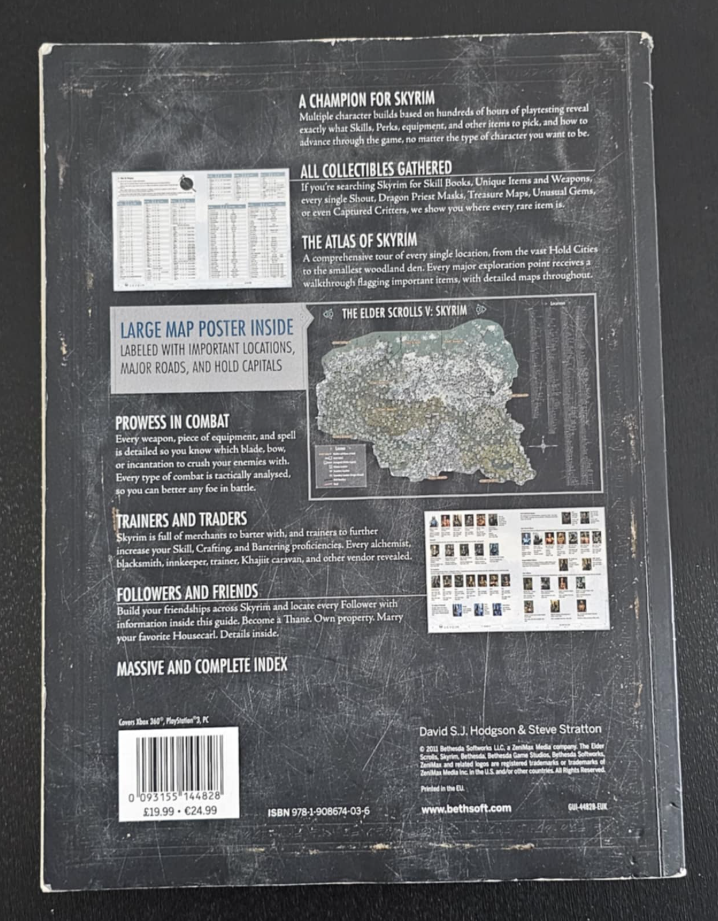 A CHAMPION FOR SKYRIM
Multiple character builds based on hundreds of hours of playtesting reveal
exactly what Skills, Perks, equipment, and other items to pick, and how to
advance through the game, no matter the type of character you want to be.
ALL COLLECTIBLES GATHERED
If you're searching Skyrim for Skill Books, Unique Items and Weapons,
every single Shout, Dragon Priest Masks, Treasure Maps, Unusual Gems,
or even Captured Critters, we show you where every rare item is.
THE ATLAS OF SKYRIM
A comprehensive tour of every single location, from the vast Hold Cities
to the smallest woodland den. Every major exploration point receives a
walkthrough flagging important items, with detailed maps throughout.
LARGE MAP POSTER INSIDE
LABELED WITH IMPORTANT LOCATIONS,
MAJOR ROADS, AND HOLD CAPITALS
THE ELDER SCROLLS V: SKYRIM
PROWESS IN COMBAT
Every weapon, piece of equipment, and spell
is detailed so you know which blade, bow,
or incantation to crush your enemies with.
Every type of combat is tactically analysed,
so you can better any foe in battle.
TRAINERS AND TRADERS
Skyrim is full of merchants to barter with, and trainers to further
increase your Skill, Crafting, and Bartering proficiencies. Every alchemist,
blacksmith, innkeeper, trainer, Khajiit caravan, and other vendor revealed.
FOLLOWERS AND FRIENDS
Build your friendships across Skyrim and locate every Follower with
information inside this guide. Become a Thane. Own property. Marry
your favorite Housecarl. Details inside.
MASSIVE AND COMPLETE INDEX
Covers Xbox 360®, PlayStation®3, PC
0 093155 144828
£19.99 • €24.99
ISBN 978-1-908674-03-6
David S.J. Hodgson & Steve Stratton
© 2011 Bethesda Softworks LLC, a ZeniMax Media company. The Elder
Scrolls, Skyrim, Bethesda, Bethesda Game Studios, Bethesda Softworks,
ZeniMax and related logos are registered trademarks or trademarks of
ZeniMax Media Inc. in the U.S. and/or other countries. All Rights Reserved.
Printed in the EU.
www.bethsoft.com
GUI-44828-EUK